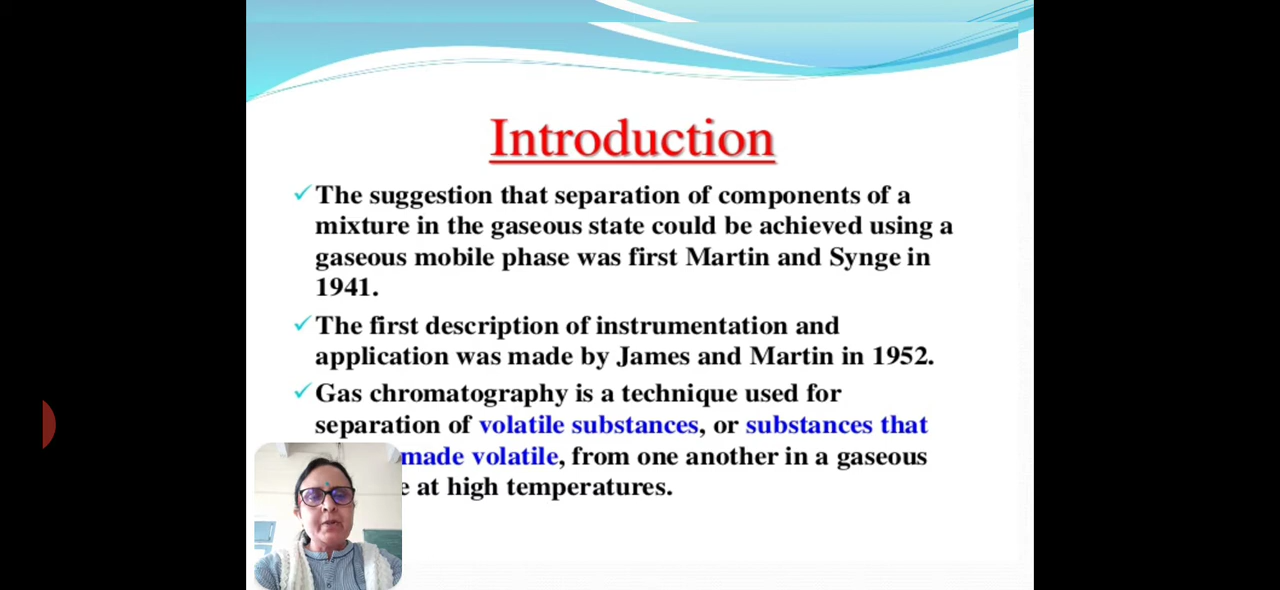 Introduction
The suggestion that separation of components of a
mixture in the gaseous state could be achieved using a
gaseous mobile phase was first Martin and Synge in
1941.
The first description of instrumentation and
application was made by James and Martin in 1952.
Gas chromatography is a technique used for
separation of volatile substances, or substances that
made volatile, from one another in a gaseous
e at high temperatures.